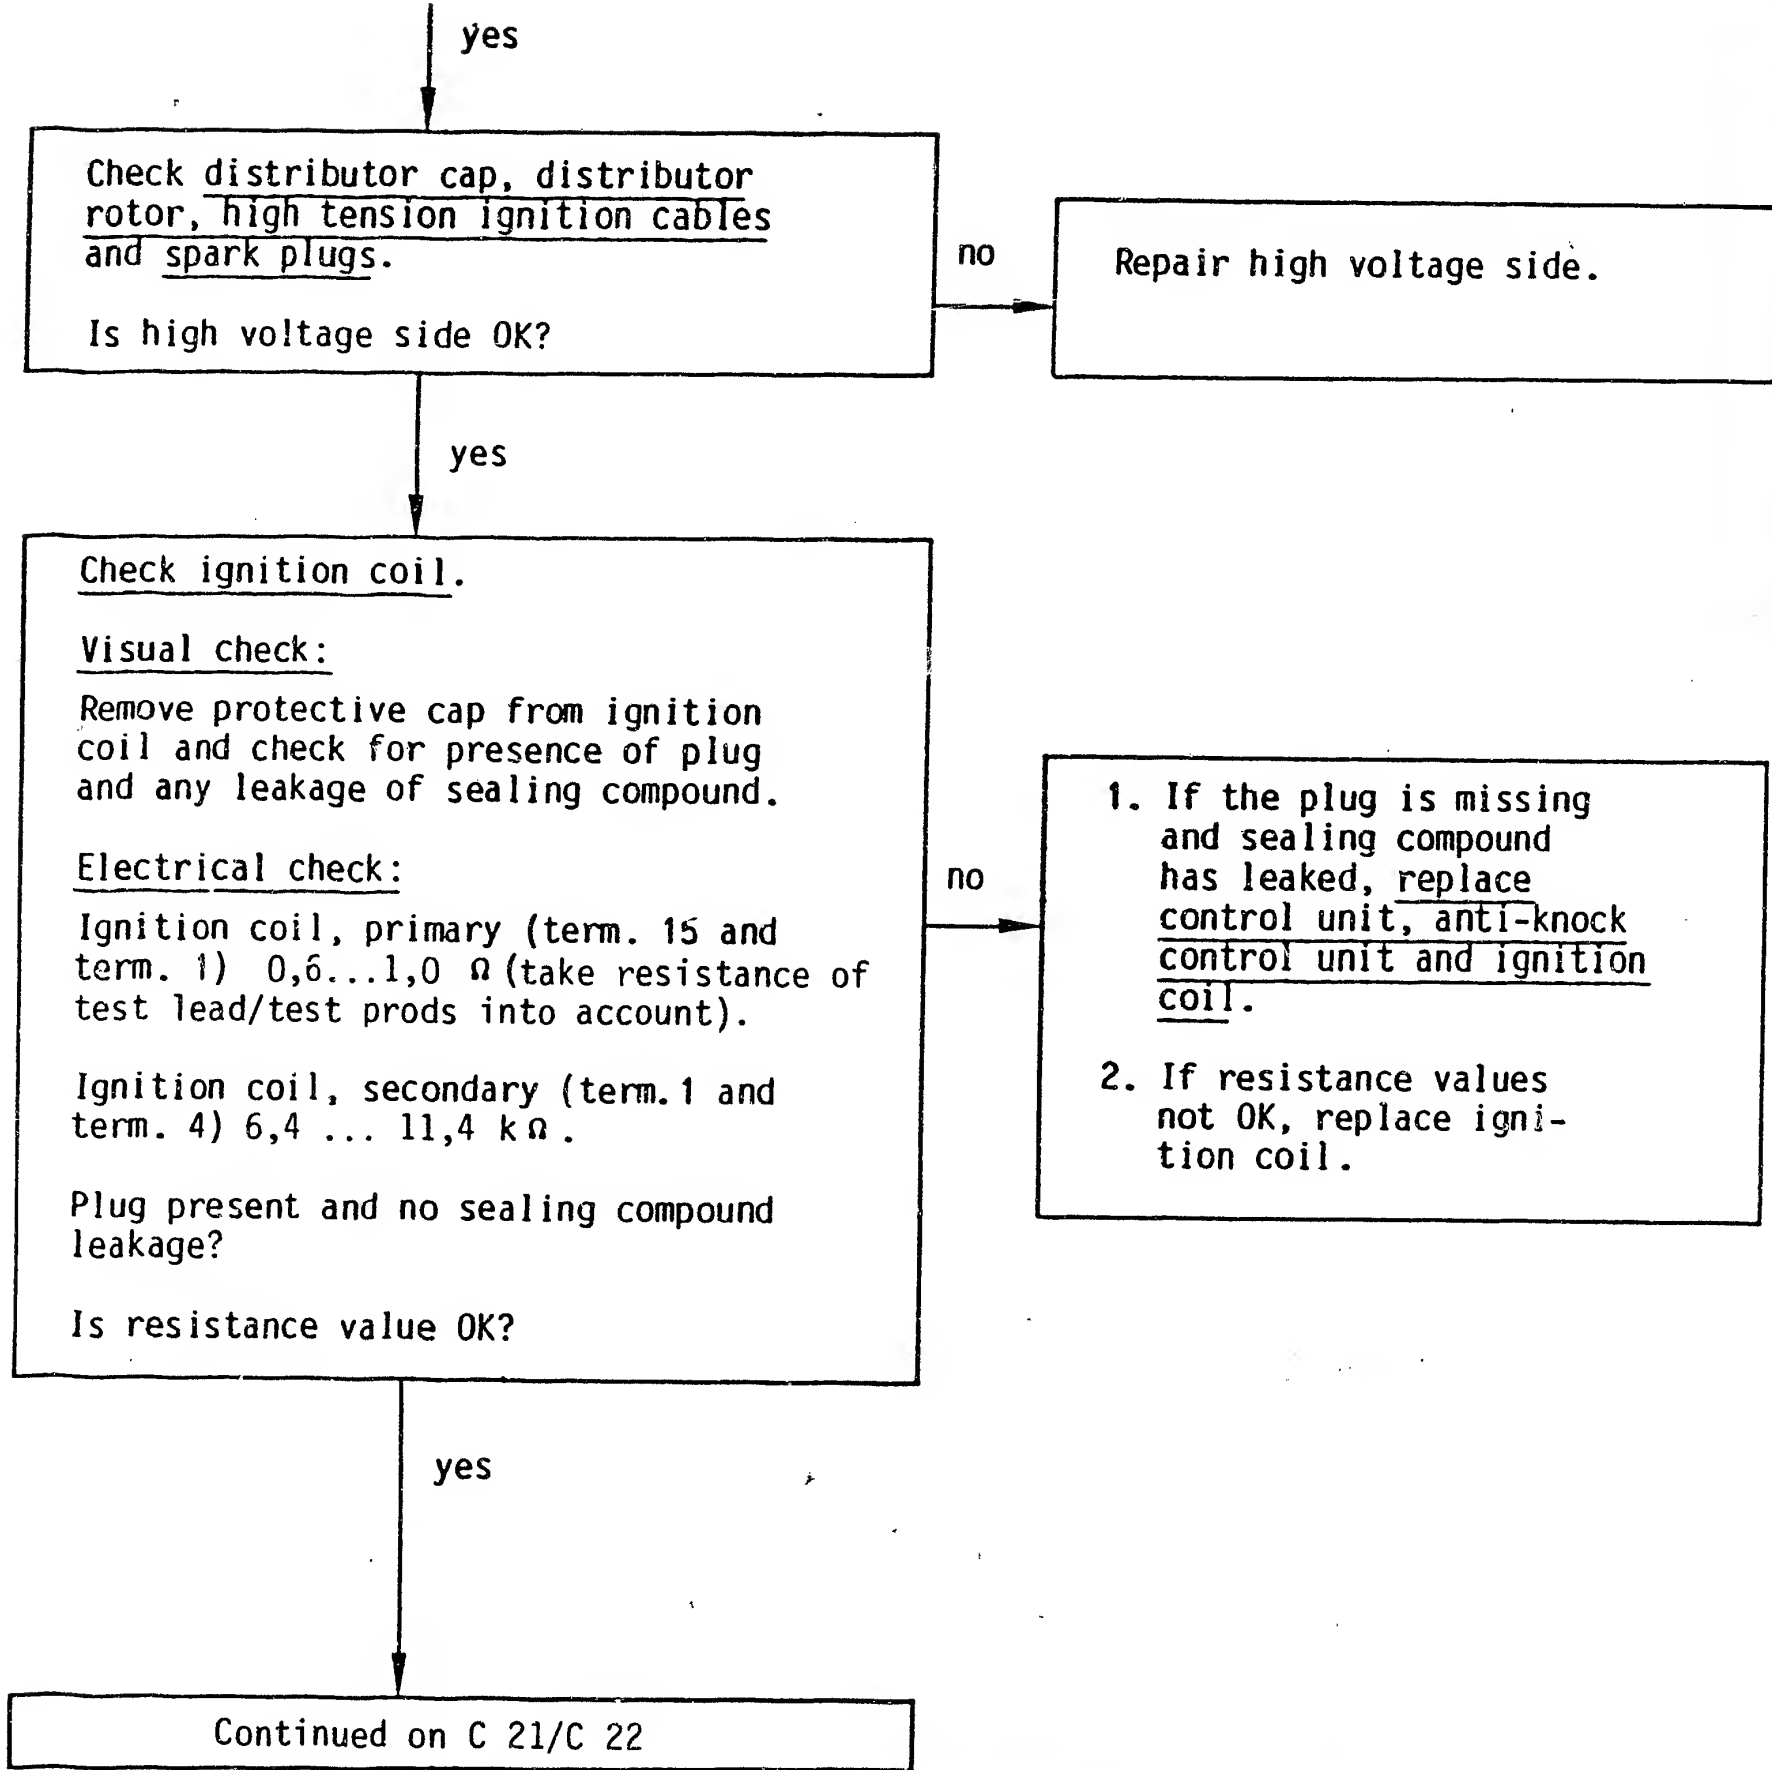 yes
Check distributor cap, distributor
rotor, high tension ignition cables
and spark plugs.
Is high voltage side OK?
no
Repair high voltage side.
yes
Check ignition coil.
Visual check:
Remove protective cap from ignition
coil and check for presence of plug
and any leakage of sealing compound.
Electrical check:
Ignition coil, primary (term. 15 and
term. 1) 0,6...1,0 Ω (take resistance of
test lead/test prods into account).
Ignition coil, secondary (term. 1 and
term. 4) 6,4 ... 11,4 kΩ.
Plug present and no sealing compound
leakage?
Is resistance value OK?
no
1. If the plug is missing
and sealing compound
has leaked, replace
control unit, anti-knock
control unit and ignition
coil.
2. If resistance values
not OK, replace igni-
tion coil.
yes
Continued on C 21/C 22